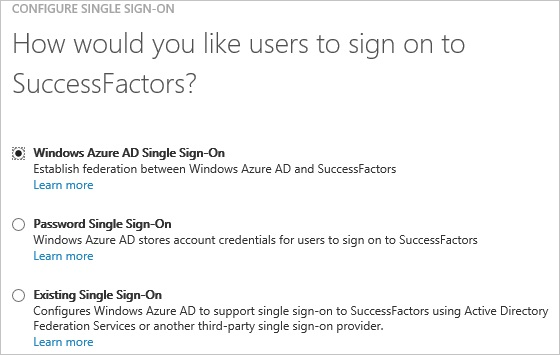 CONFIGURE SINGLE SIGN-ON
How would you like users to sign on to
SuccessFactors?
Windows Azure AD Single Sign-On
Establish federation between Windows Azure AD and SuccessFactors
Learn more
Password Single Sign-On
Windows Azure AD stores account credentials for users to sign on to SuccessFactors
Learn more
Existing Single Sign-On
Configures Windows Azure AD to support single sign-on to SuccessFactors using Active Directory
Federation Services or another third-party single sign-on provider.
Learn more